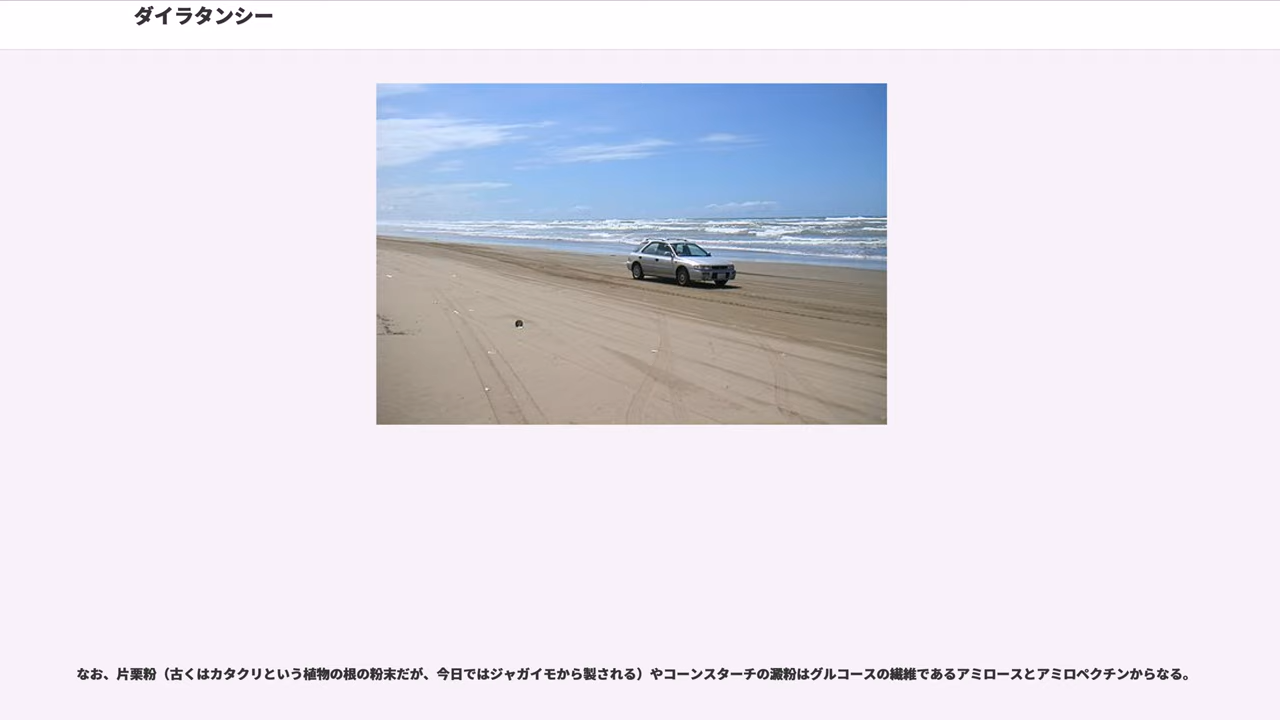 ダイラタンシー
なお、片栗粉（古くはカタクリという植物の根の粉末だが、今日ではジャガイモから製される）やコーンスターチの澱粉はグルコースの繊維であるアミロースとアミロペクチンからなる。